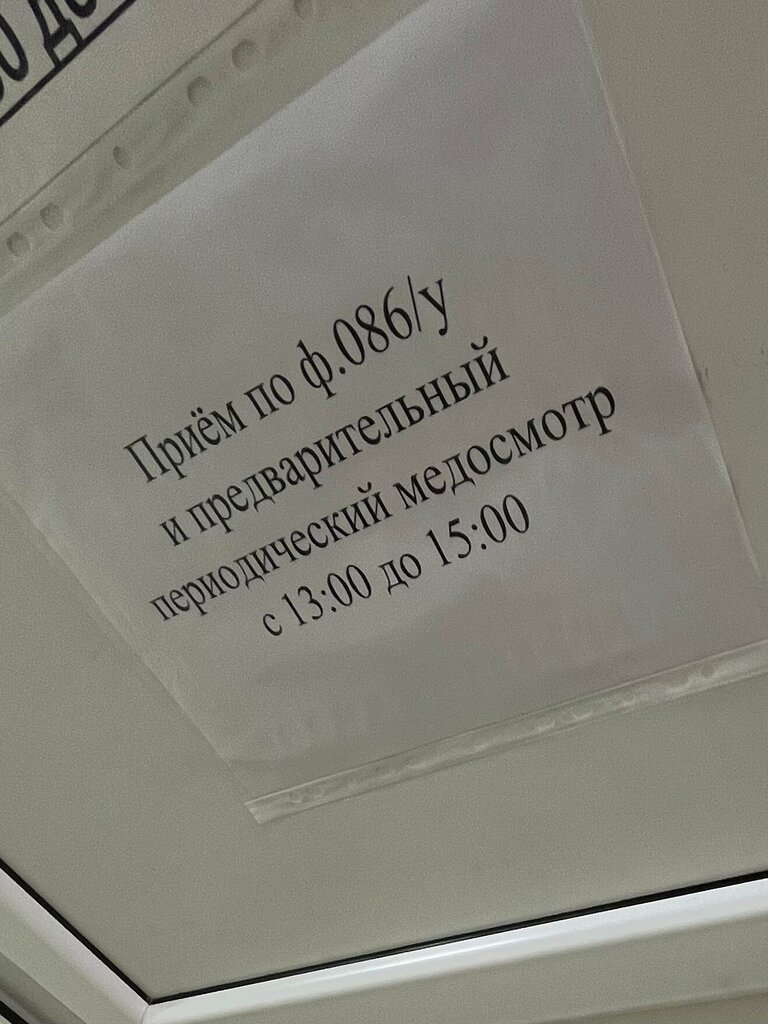 Приём по ф.086/у
и предварительный
периодический медосмотр
с 13:00 до 15:00